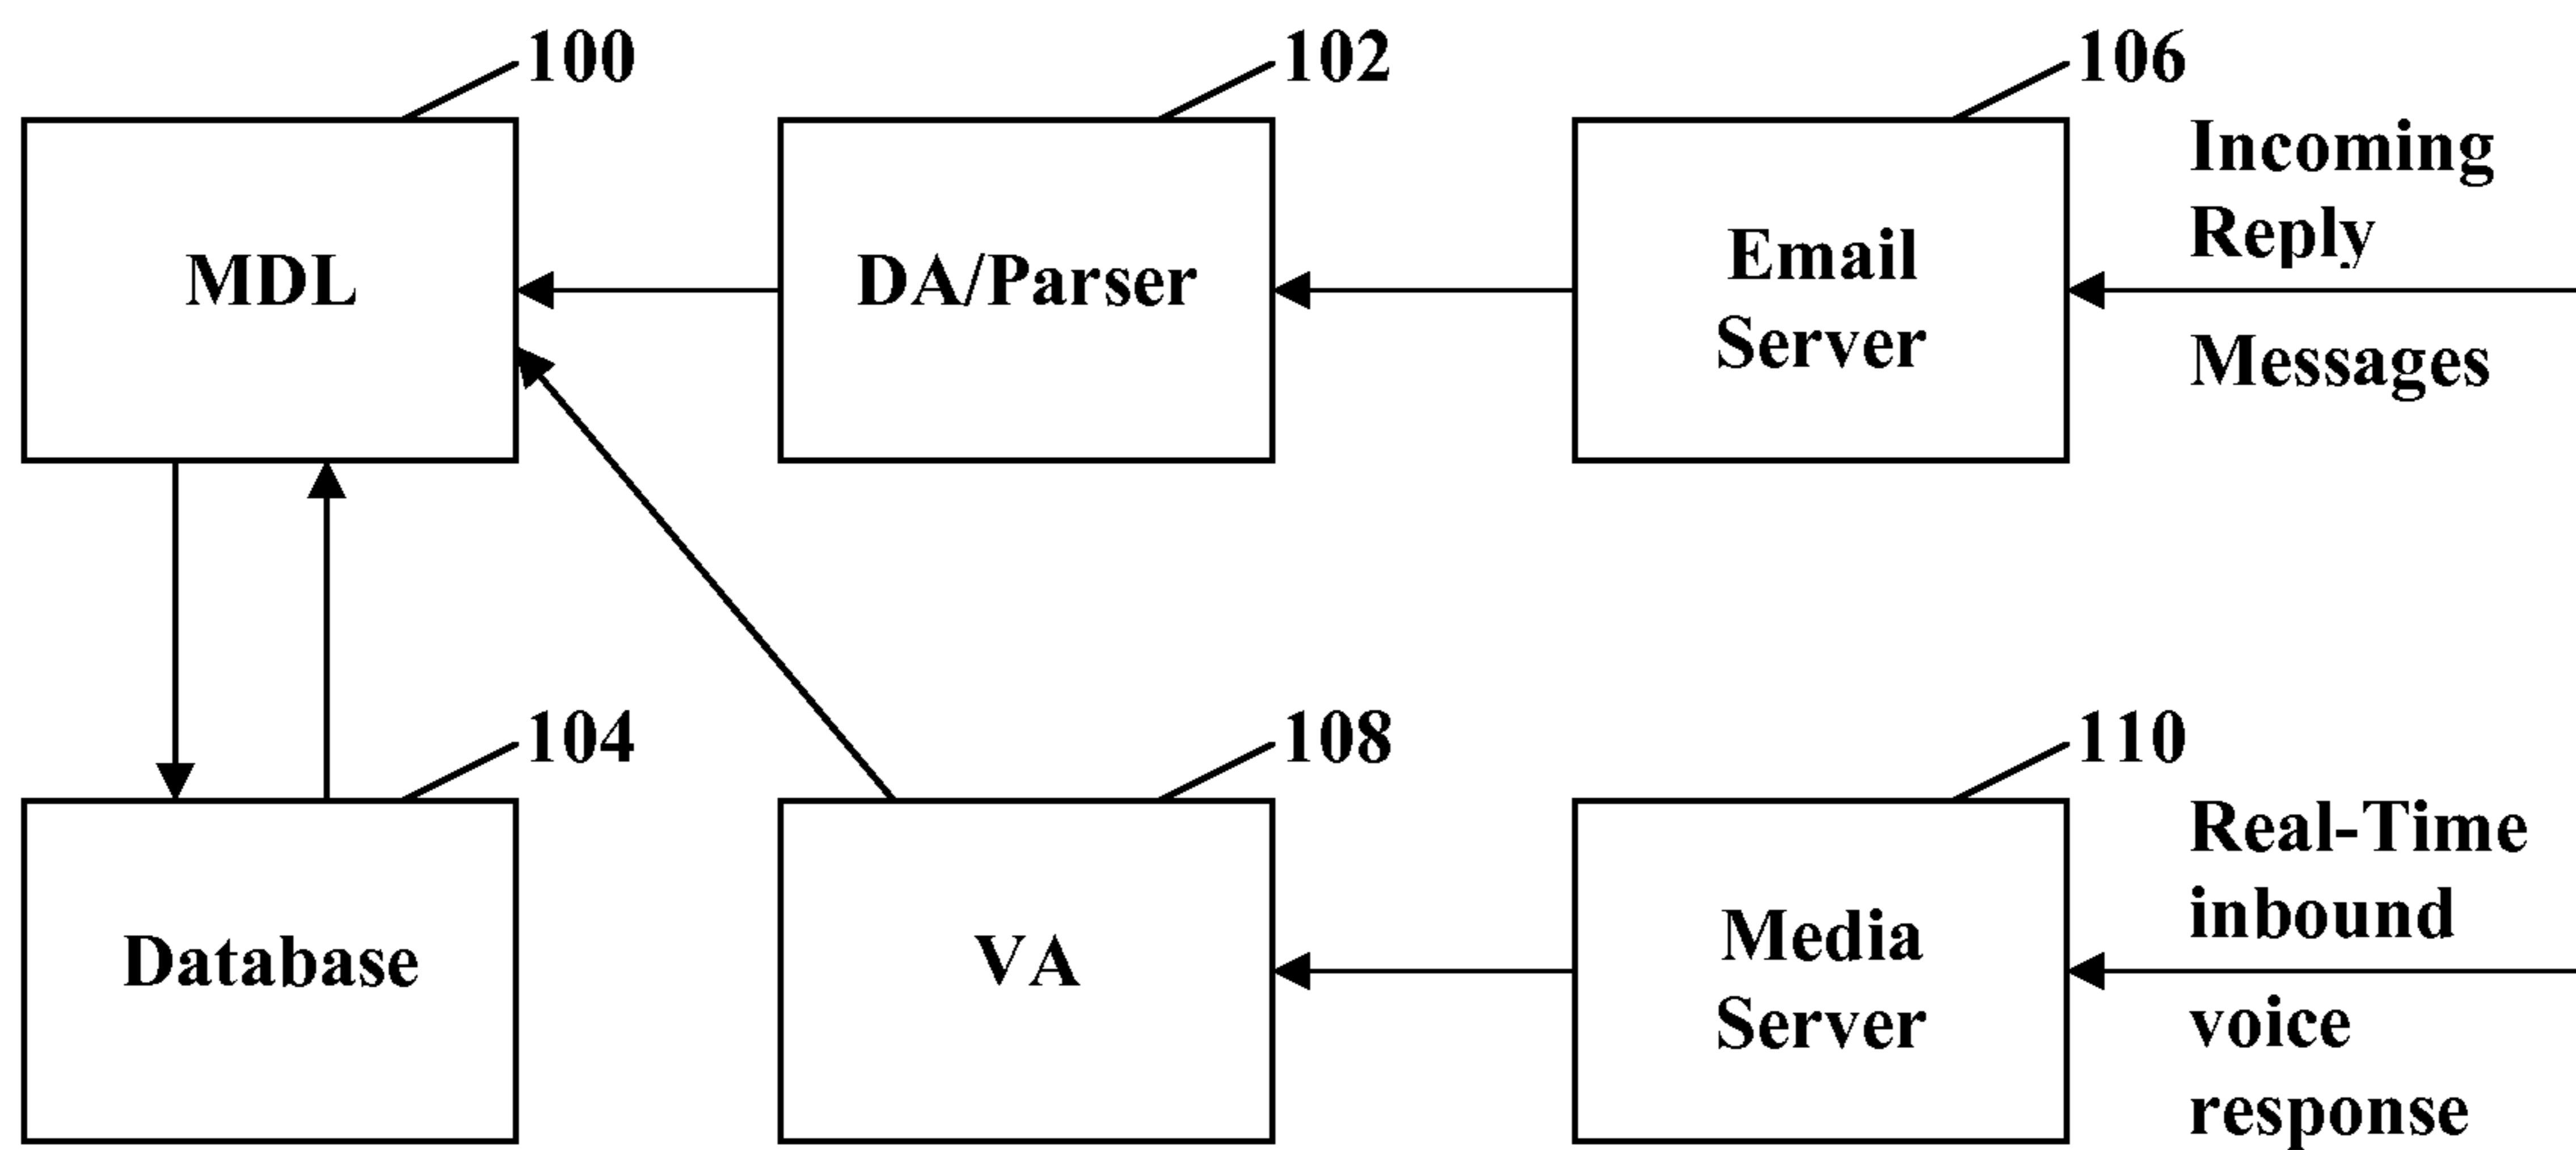 100
102
106
MDL
DA/Parser
Email
Server
Incoming
Reply
Messages
104
108
110
Database
VA
Media
Server
Real-Time
inbound
voice
response